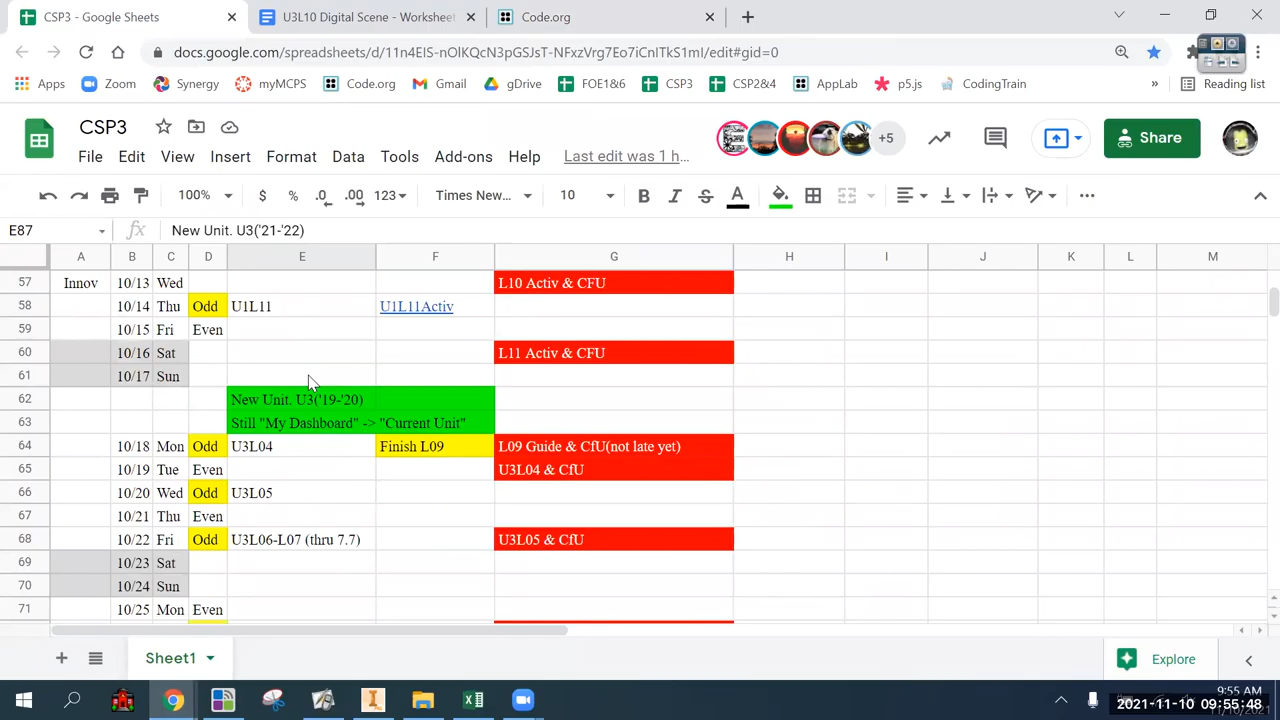 CSP3 - Google Sheets
U3L10 Digital Scene - Worksheet
Code.org
docs.google.com/spreadsheets/d/11n4EIS-nOlKQcN3pGSJsT-NFxzVrg7Eo7iCnITkS1mI/edit#gid=0
Apps Zoom Synergy myMCPS Code.org Gmail gDrive FOE1&6 CSP3 CSP2&4 AppLab p5.js CodingTrain » Reading list
CSP3
+5
Share
File Edit View Insert Format Data Tools Add-ons Help Last edit was 1 h...
100% $ % .0 .00 123 Times New... 10 B I S A
E87 fx New Unit. U3('21-'22)
A B C D E F G H I J K L M
57 Innov 10/13 Wed L10 Activ & CFU
58 10/14 Thu Odd U1L11 U1L11Activ
59 10/15 Fri Even
60 10/16 Sat L11 Activ & CFU
61 10/17 Sun
62 New Unit. U3('19-'20)
63 Still "My Dashboard" -> "Current Unit"
64 10/18 Mon Odd U3L04 Finish L09 L09 Guide & CfU(not late yet)
65 10/19 Tue Even U3L04 & CfU
66 10/20 Wed Odd U3L05
67 10/21 Thu Even
68 10/22 Fri Odd U3L06-L07 (thru 7.7) U3L05 & CfU
69 10/23 Sat
70 10/24 Sun
71 10/25 Mon Even
Sheet1
Explore
9:55 AM
2021-11-10 09:55:48